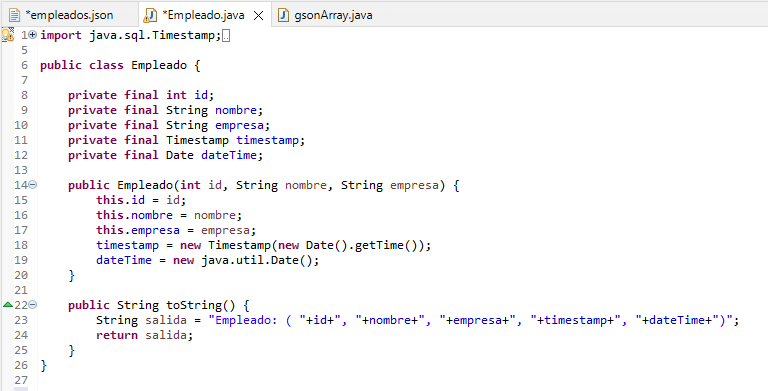 *empleados.json *Empleado.java gsonArray.java
1 import java.sql.Timestamp;
5
6 public class Empleado {
7
8 private final int id;
9 private final String nombre;
10 private final String empresa;
11 private final Timestamp timestamp;
12 private final Date dateTime;
13
14 public Empleado(int id, String nombre, String empresa) {
15 this.id = id;
16 this.nombre = nombre;
17 this.empresa = empresa;
18 timestamp = new Timestamp(new Date().getTime());
19 dateTime = new java.util.Date();
20 }
21
22 public String toString() {
23 String salida = "Empleado: ( "+id+", "+nombre+", "+empresa+", "+timestamp+", "+dateTime+")";
24 return salida;
25 }
26 }
27